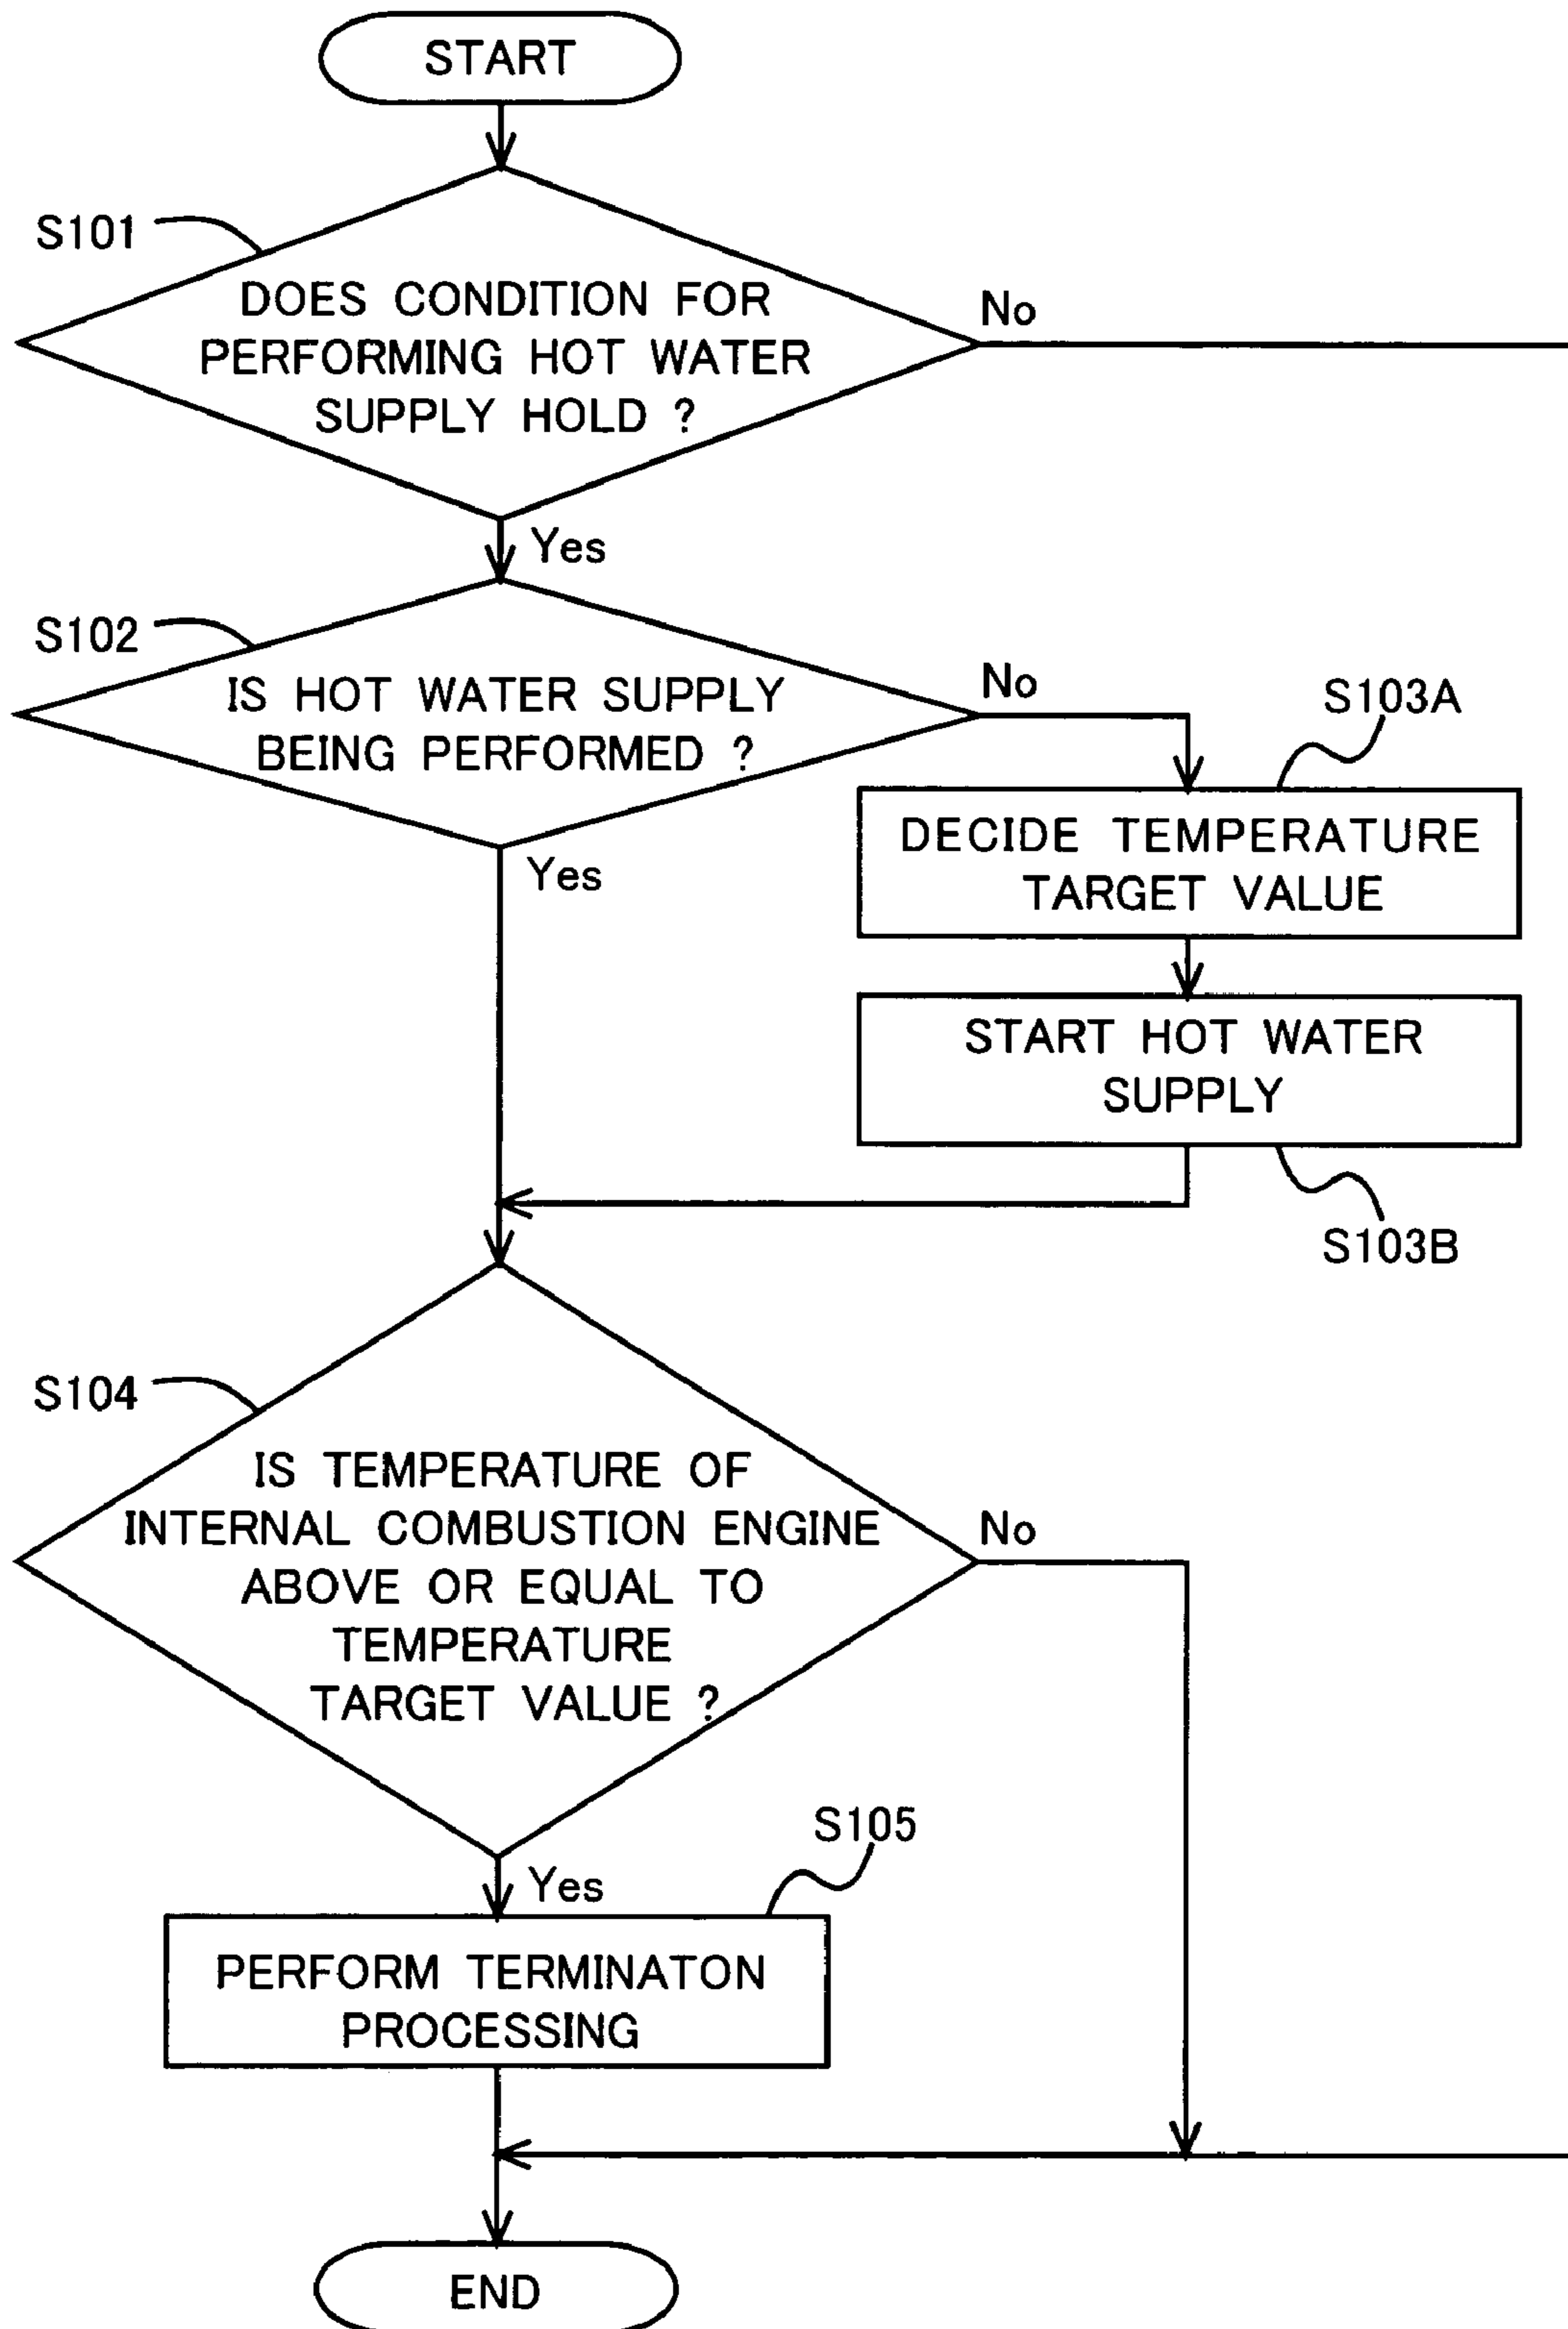 START
S101
DOES CONDITION FOR
PERFORMING HOT WATER
SUPPLY HOLD ?
No
Yes
S102
IS HOT WATER SUPPLY
BEING PERFORMED ?
No
Yes
S103A
DECIDE TEMPERATURE
TARGET VALUE
START HOT WATER
SUPPLY
S103B
S104
IS TEMPERATURE OF
INTERNAL COMBUSTION ENGINE
ABOVE OR EQUAL TO
TEMPERATURE
TARGET VALUE ?
No
Yes
S105
PERFORM TERMINATON
PROCESSING
END